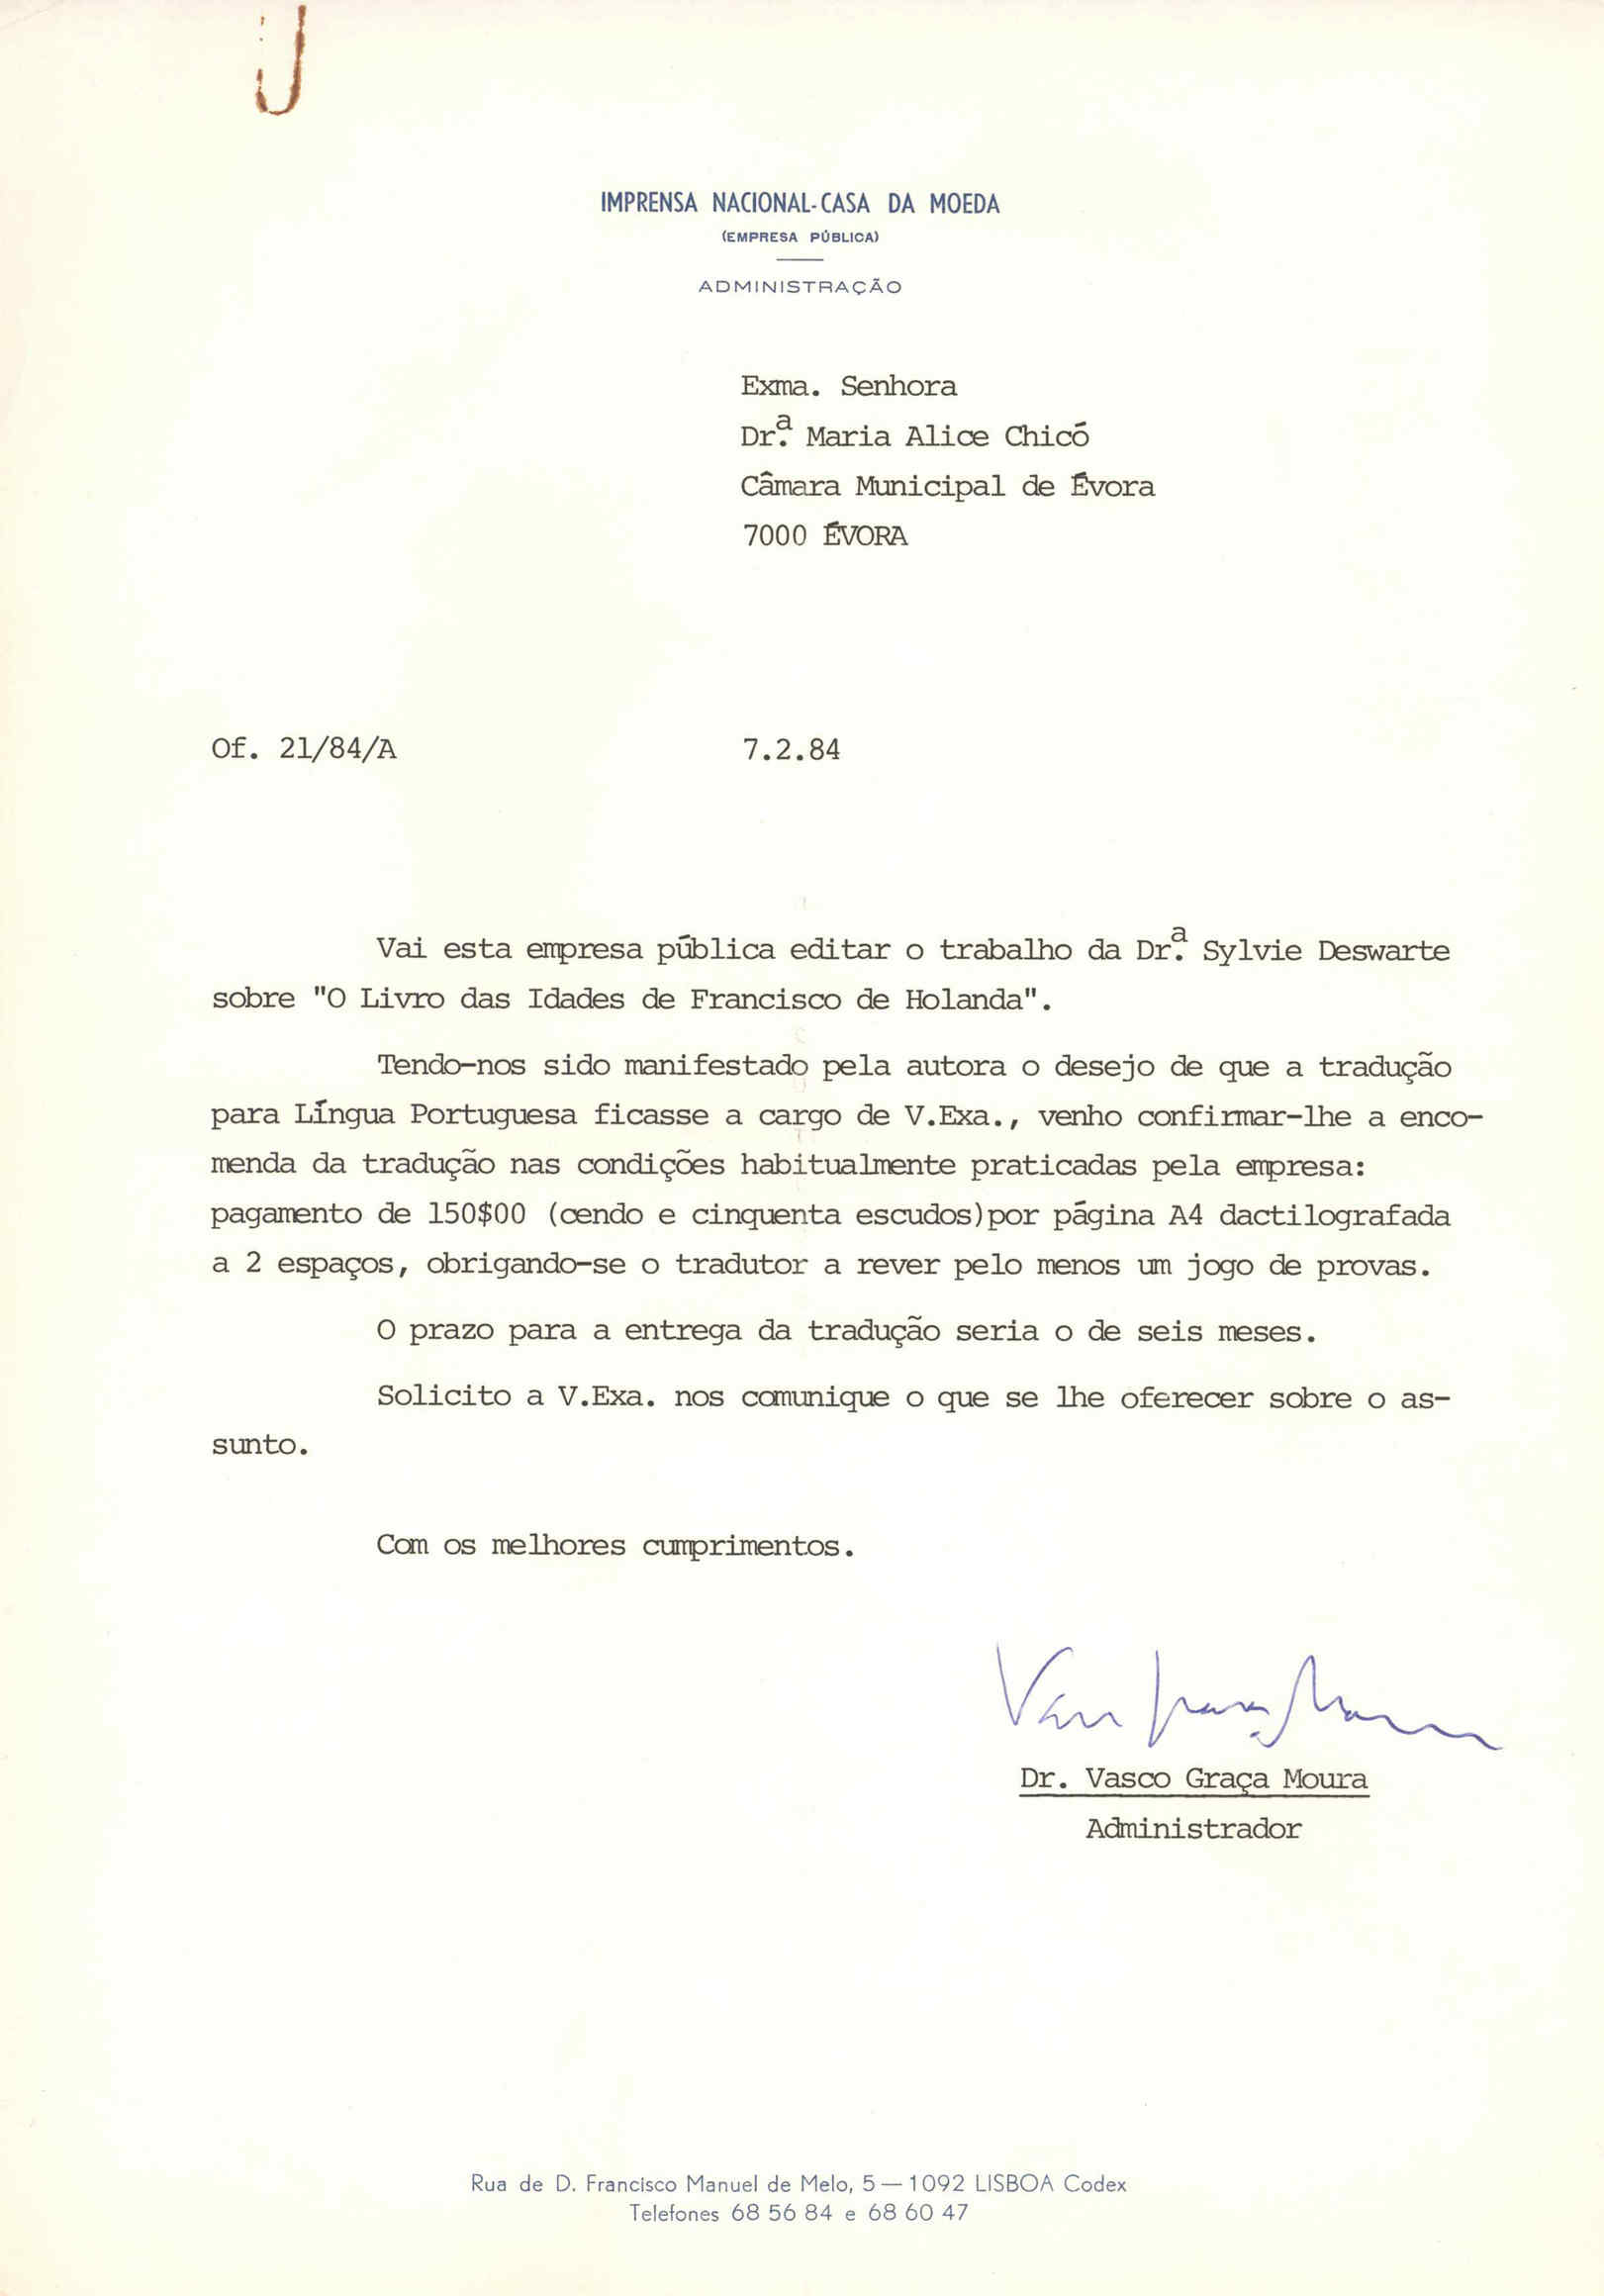 IMPRENSA NACIONAL-CASA DA MOEDA
(EMPRESA PÚBLICA)
ADMINISTRAÇÃO
Exma. Senhora
Dr.ª Maria Alice Chicó
Câmara Municipal de Évora
7000 ÉVORA
Of. 21/84/A 7.2.84
Vai esta empresa pública editar o trabalho da Dr.ª Sylvie Deswarte
sobre "O Livro das Idades de Francisco de Holanda".
Tendo-nos sido manifestado pela autora o desejo de que a tradução
para Língua Portuguesa ficasse a cargo de V.Exa., venho confirmar-lhe a enco-
menda da tradução nas condições habitualmente praticadas pela empresa:
pagamento de 150$00 (cendo e cinquenta escudos)por página A4 dactilografada
a 2 espaços, obrigando-se o tradutor a rever pelo menos um jogo de provas.
O prazo para a entrega da tradução seria o de seis meses.
Solicito a V.Exa. nos comunique o que se lhe oferecer sobre o as-
sunto.
Com os melhores cumprimentos.
Vasco Graça Moura
Dr. Vasco Graça Moura
Administrador
Rua de D. Francisco Manuel de Melo, 5 — 1092 LISBOA Codex
Telefones 68 56 84 e 68 60 47